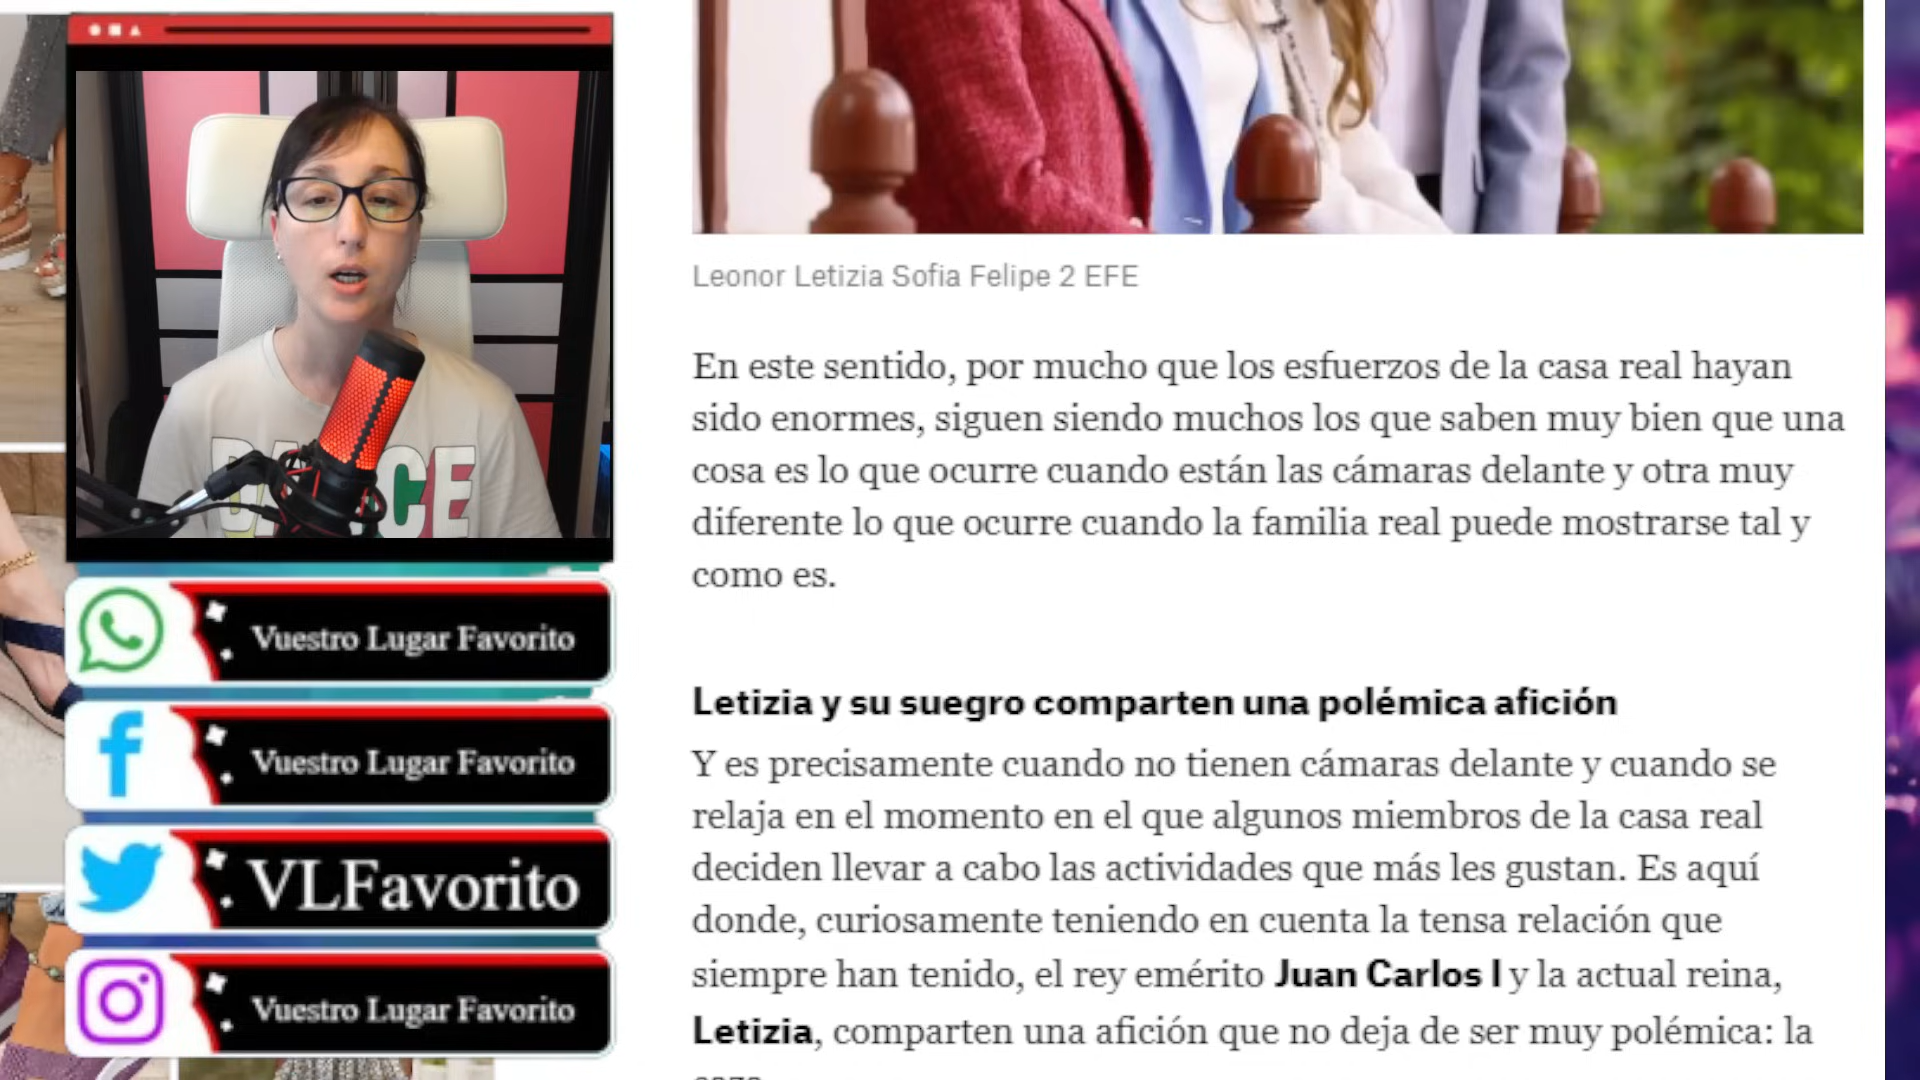 DANCE
Vuestro Lugar Favorito
Vuestro Lugar Favorito
VLFavorito
Vuestro Lugar Favorito
Leonor Letizia Sofia Felipe 2 EFE
En este sentido, por mucho que los esfuerzos de la casa real hayan
sido enormes, siguen siendo muchos los que saben muy bien que una
cosa es lo que ocurre cuando están las cámaras delante y otra muy
diferente lo que ocurre cuando la familia real puede mostrarse tal y
como es.
Letizia y su suegro comparten una polémica afición
Y es precisamente cuando no tienen cámaras delante y cuando se
relaja en el momento en el que algunos miembros de la casa real
deciden llevar a cabo las actividades que más les gustan. Es aquí
donde, curiosamente teniendo en cuenta la tensa relación que
siempre han tenido, el rey emérito Juan Carlos I y la actual reina,
Letizia, comparten una afición que no deja de ser muy polémica: la